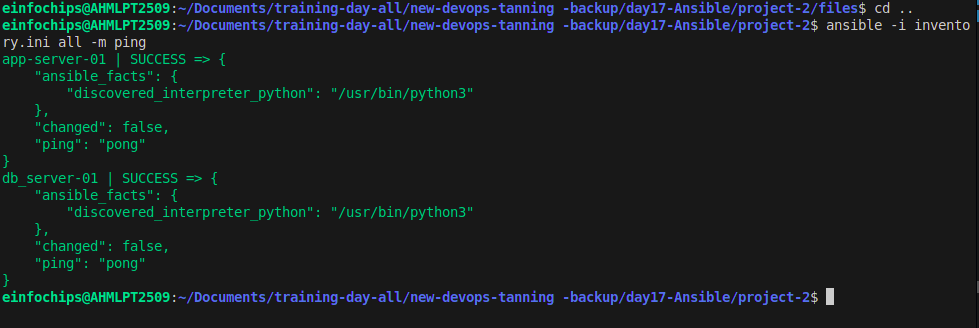 einfochips@AHMLPT2509:~/Documents/training-day-all/new-devops-tanning -backup/day17-Ansible/project-2/files$ cd ..
einfochips@AHMLPT2509:~/Documents/training-day-all/new-devops-tanning -backup/day17-Ansible/project-2$ ansible -i invento
ry.ini all -m ping
app-server-01 | SUCCESS => {
    "ansible_facts": {
        "discovered_interpreter_python": "/usr/bin/python3"
    },
    "changed": false,
    "ping": "pong"
}
db_server-01 | SUCCESS => {
    "ansible_facts": {
        "discovered_interpreter_python": "/usr/bin/python3"
    },
    "changed": false,
    "ping": "pong"
}
einfochips@AHMLPT2509:~/Documents/training-day-all/new-devops-tanning -backup/day17-Ansible/project-2$